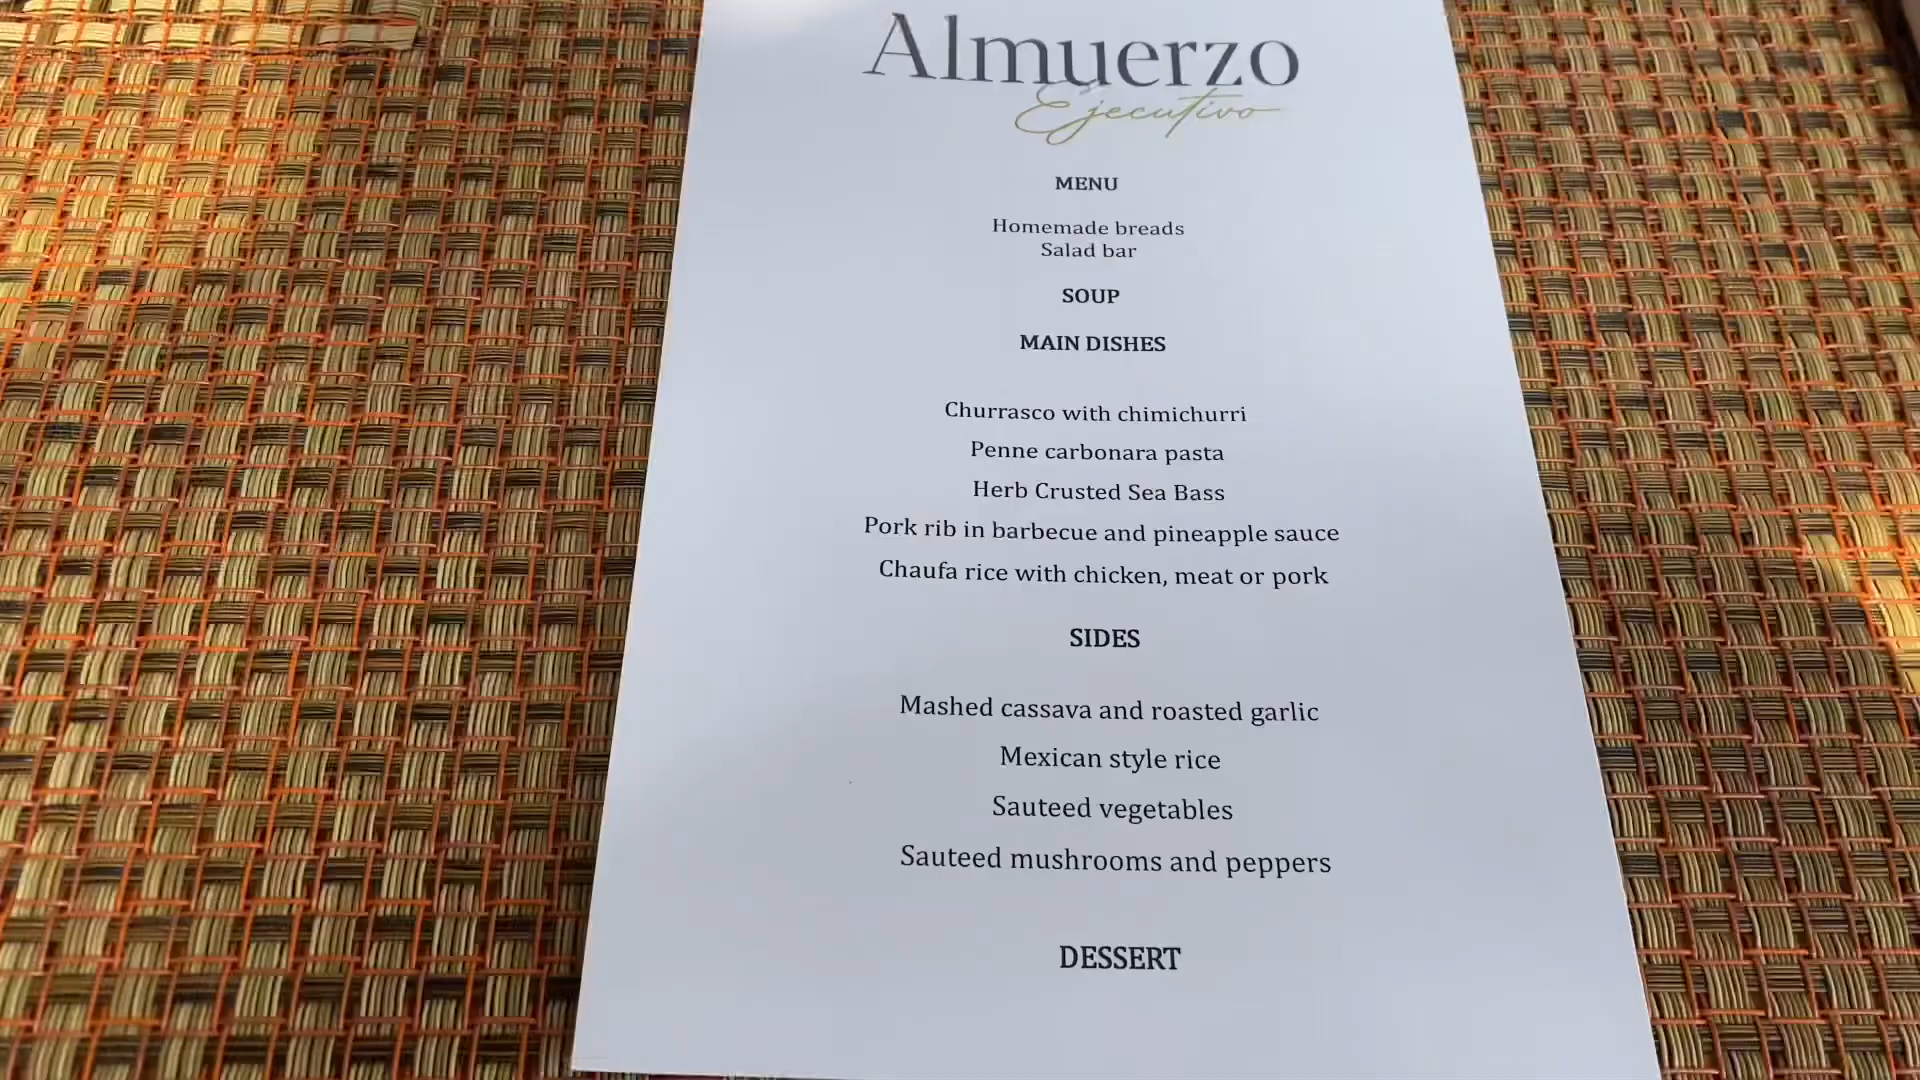 Almuerzo
Ejecutivo
MENU
Homemade breads
Salad bar
SOUP
MAIN DISHES
Churrasco with chimichurri
Penne carbonara pasta
Herb Crusted Sea Bass
Pork rib in barbecue and pineapple sauce
Chaufa rice with chicken, meat or pork
SIDES
Mashed cassava and roasted garlic
Mexican style rice
Sauteed vegetables
Sauteed mushrooms and peppers
DESSERT